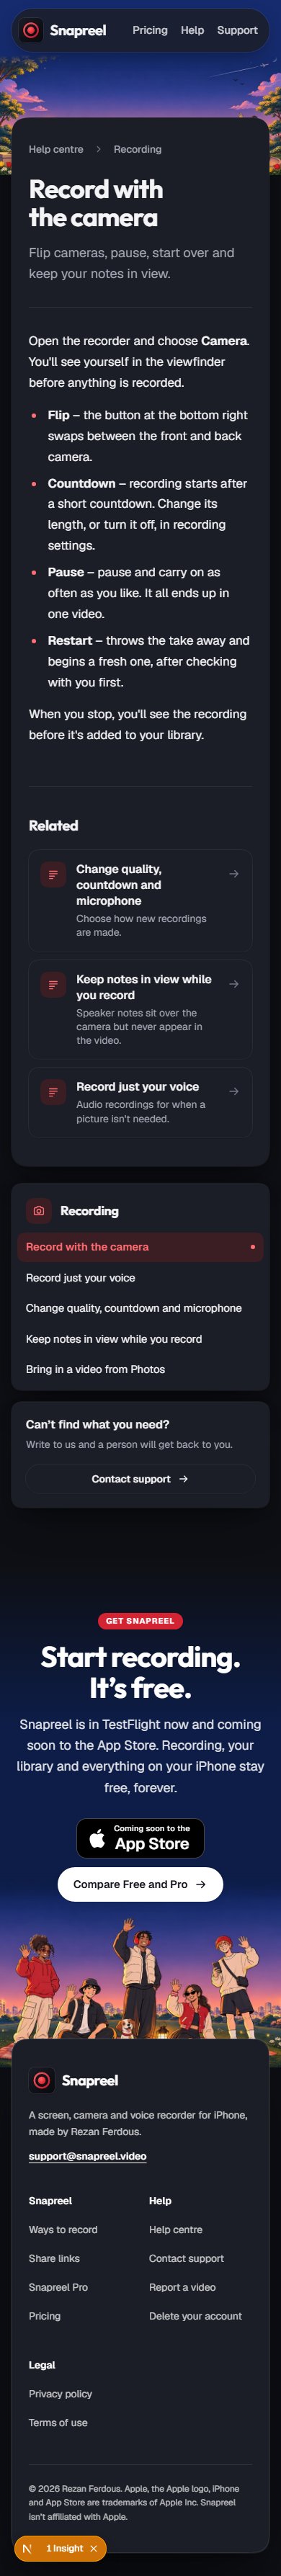 Snapreel Pricing Help Support
Help centre > Recording
Record with
the camera
Flip cameras, pause, start over and
keep your notes in view.
Open the recorder and choose Camera.
You'll see yourself in the viewfinder
before anything is recorded.
Flip – the button at the bottom right
swaps between the front and back
camera.
Countdown – recording starts after
a short countdown. Change its
length, or turn it off, in recording
settings.
Pause – pause and carry on as
often as you like. It all ends up in
one video.
Restart – throws the take away and
begins a fresh one, after checking
with you first.
When you stop, you'll see the recording
before it's added to your library.
Related
Change quality,
countdown and
microphone
Choose how new recordings
are made.
Keep notes in view while
you record
Speaker notes sit over the
camera but never appear in
the video.
Record just your voice
Audio recordings for when a
picture isn't needed.
Recording
Record with the camera
Record just your voice
Change quality, countdown and microphone
Keep notes in view while you record
Bring in a video from Photos
Can't find what you need?
Write to us and a person will get back to you.
Contact support →
GET SNAPREEL
Start recording.
It's free.
Snapreel is in TestFlight now and coming
soon to the App Store. Recording, your
library and everything on your iPhone stay
free, forever.
Coming soon to the
App Store
Compare Free and Pro →
Snapreel
A screen, camera and voice recorder for iPhone,
made by Rezan Ferdous.
support@snapreel.video
Snapreel
Ways to record
Share links
Snapreel Pro
Pricing
Help
Help centre
Contact support
Report a video
Delete your account
Legal
Privacy policy
Terms of use
© 2026 Rezan Ferdous. Apple, the Apple logo, iPhone
and App Store are trademarks of Apple Inc. Snapreel
isn't affiliated with Apple.
N 1 Insight ×